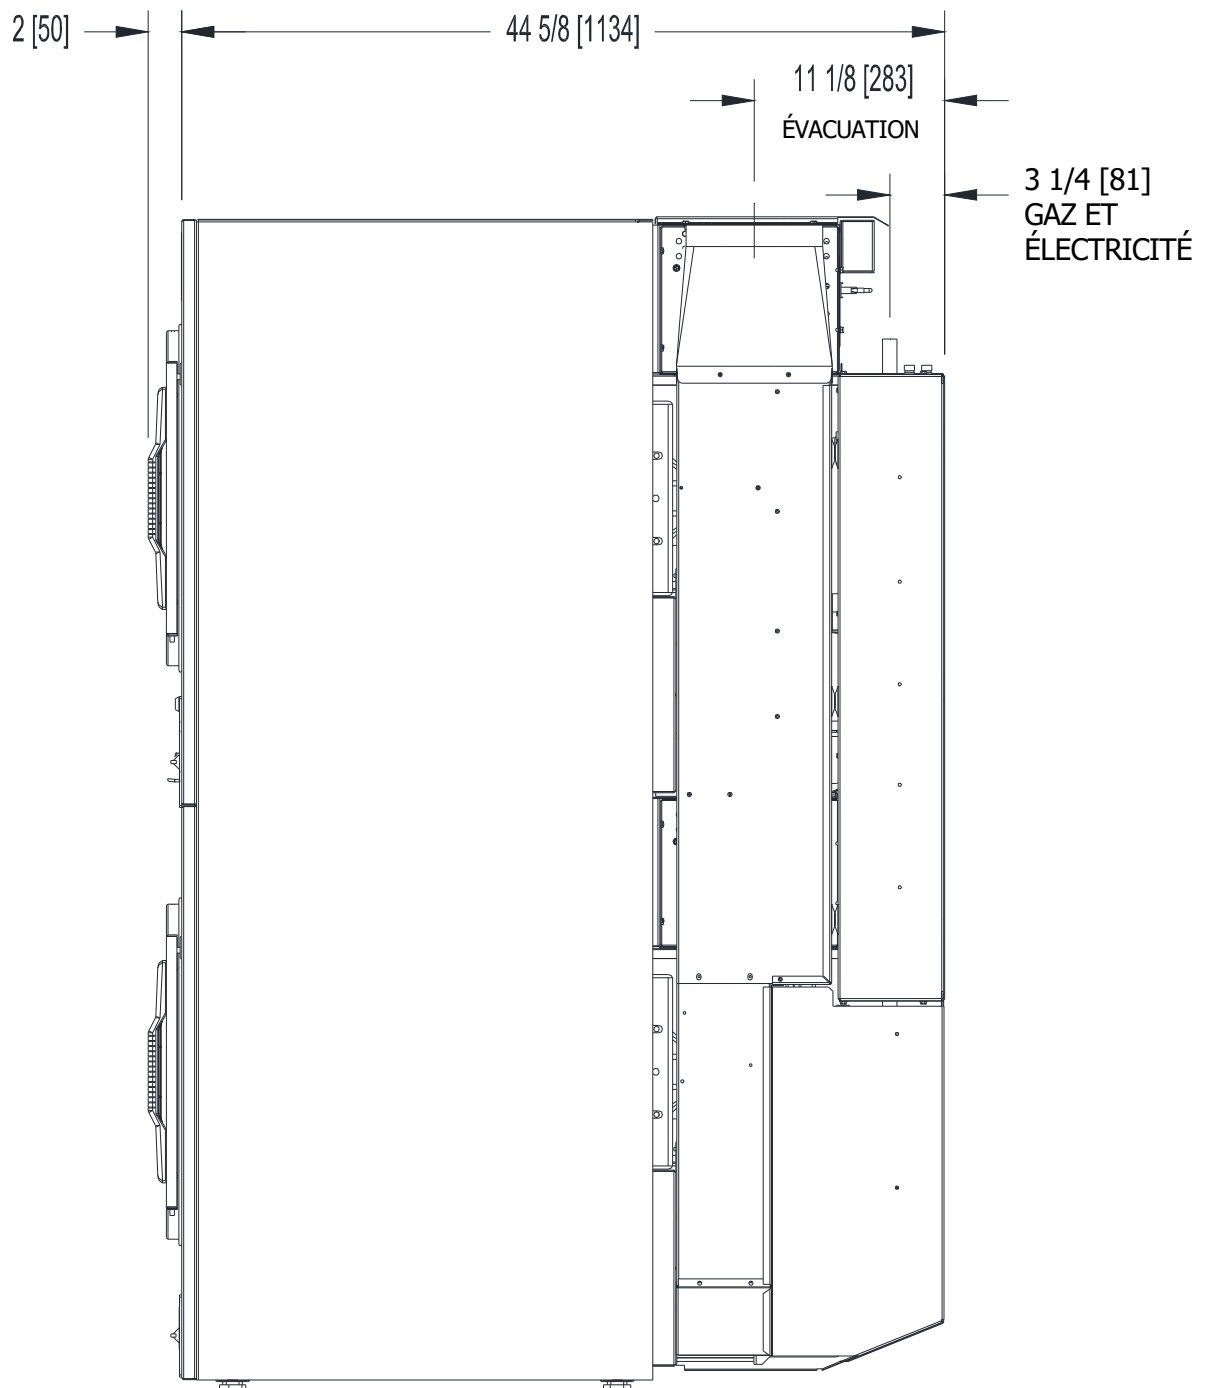 2 [50]
44 5/8 [1134]
11 1/8 [283]
ÉVACUATION
3 1/4 [81]
GAZ ET
ÉLECTRICITÉ